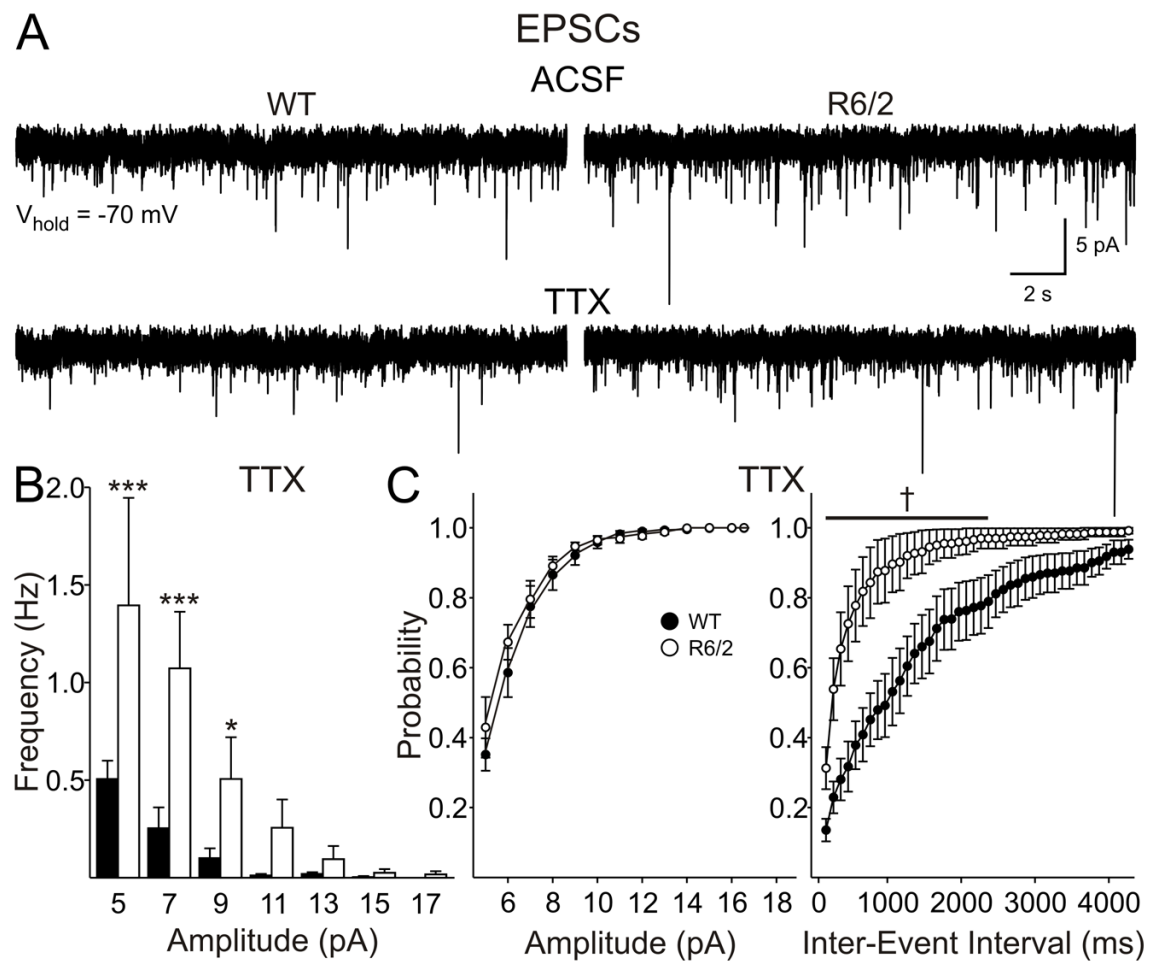 A
EPSCs
ACSF
WT
R6/2
Vhold = -70 mV
5 pA
2 s
TTX
B
TTX
Frequency (Hz)
2.0
1.5
1.0
0.5
***
***
*
5 7 9 11 13 15 17
Amplitude (pA)
C
TTX
Probability
1.0
0.8
0.6
0.4
0.2
WT
R6/2
6 8 10 12 14 16 18
Amplitude (pA)
†
1.0
0.8
0.6
0.4
0.2
0 1000 2000 3000 4000
Inter-Event Interval (ms)